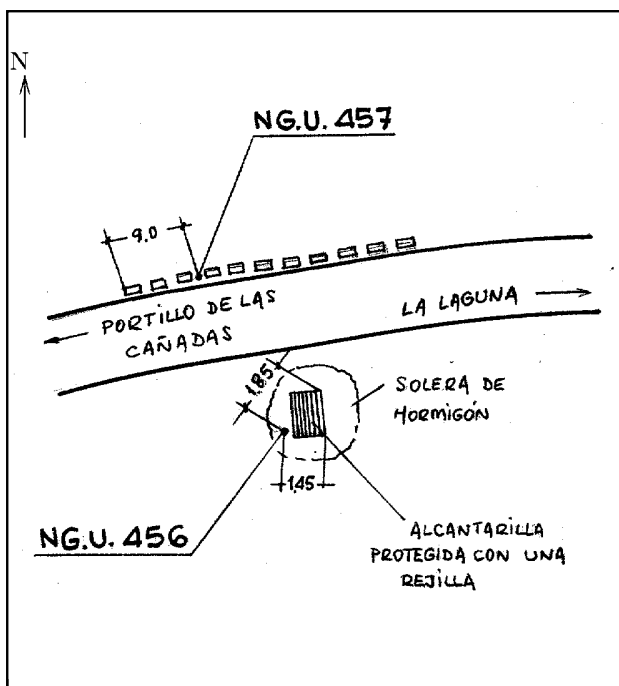 N
NG.U. 457
9.0
PORTILLO DE LAS
CAÑADAS
LA LAGUNA
1.85
SOLERA DE
HORMIGÓN
1.45
NG.U. 456
ALCANTARILLA
PROTEGIDA CON UNA
REJILLA